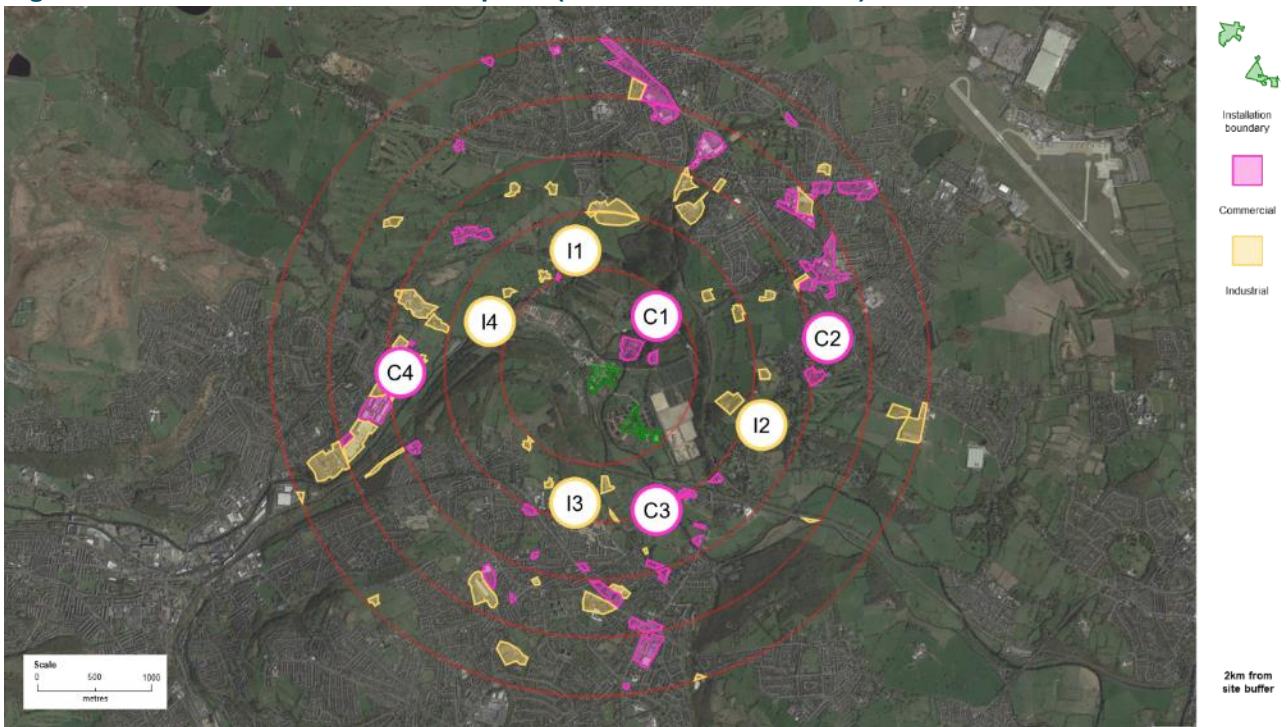 I1
I4
C1
C4
C2
I2
I3
C3
Scale
0 500 1000
metres
Installation
boundary
Commercial
Industrial
2km from
site buffer